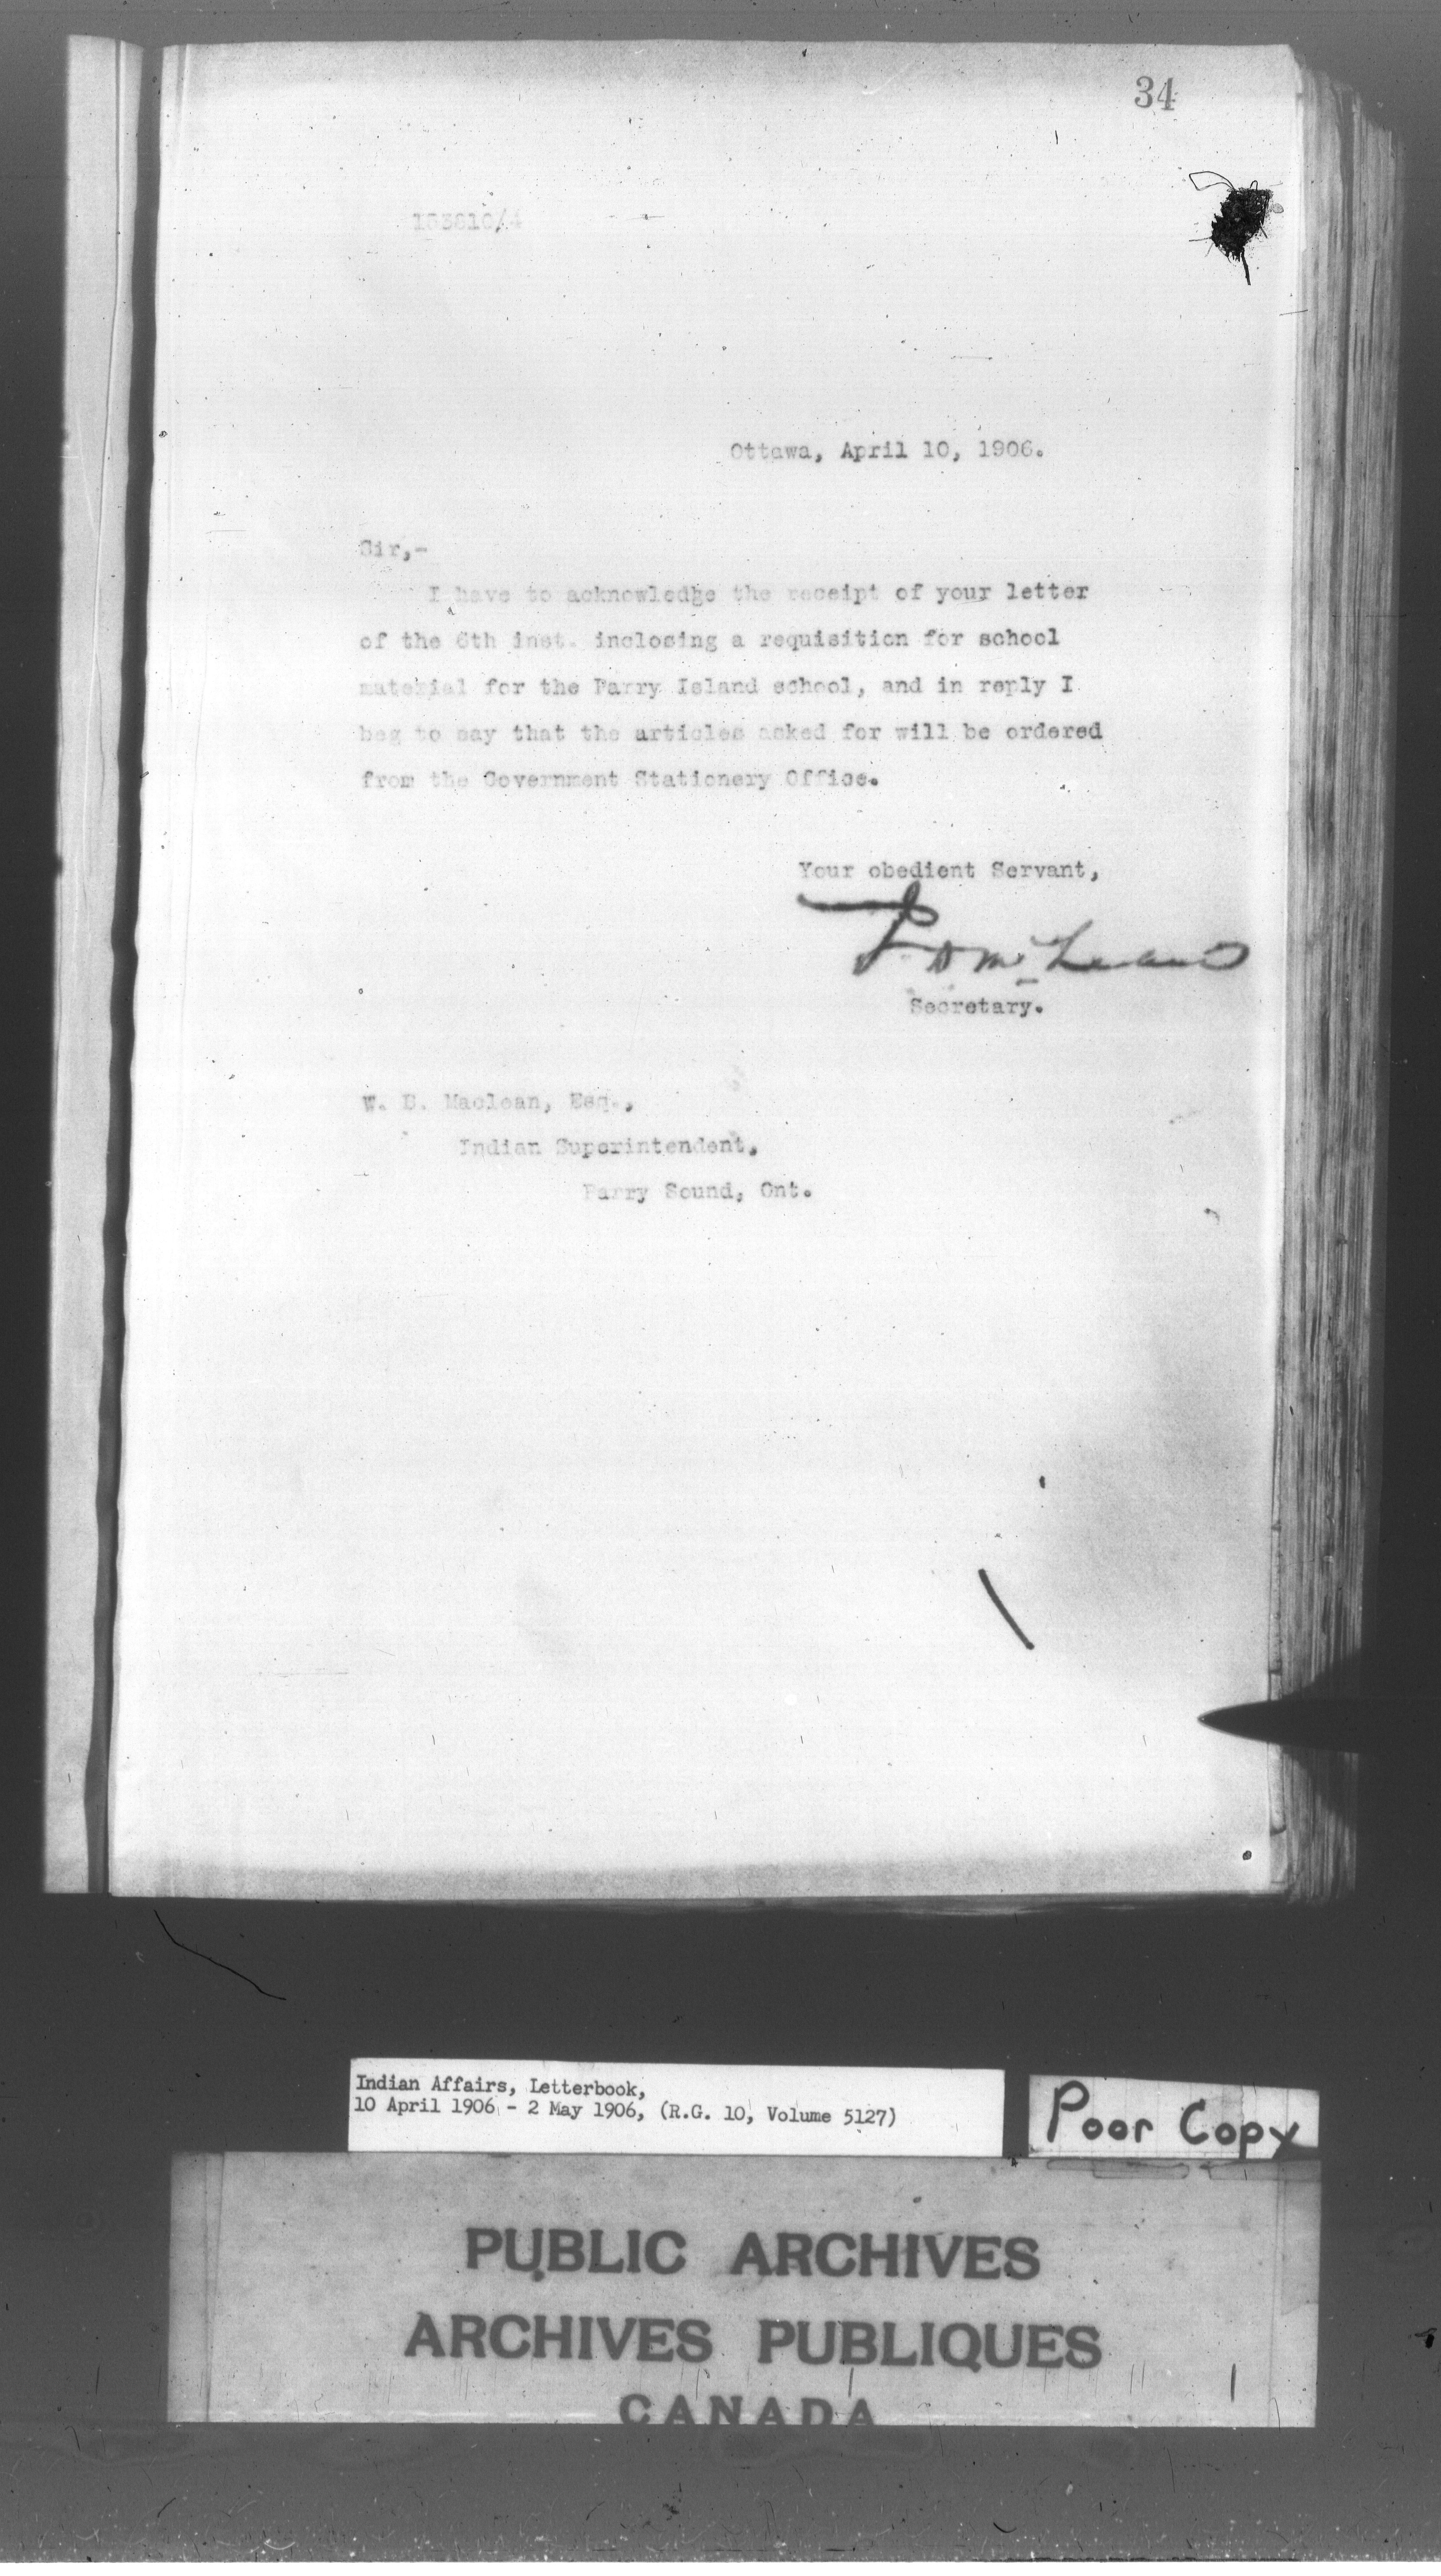 34
Ottawa, April 10, 1906.
Sir,-
I have to acknowledge the receipt of your letter
of the 6th inst. inclosing a requisition for school
material for the Parry Island school, and in reply I
beg to say that the articles asked for will be ordered
from the Government Stationery Office.
Your obedient Servant,
J. D. McLean
Secretary.
W. B. Maclean, Esq.,
Indian Superintendent,
Parry Sound, Ont.
Indian Affairs, Letterbook,
10 April 1906 - 2 May 1906, (R.G. 10, Volume 5127)
Poor Copy
PUBLIC ARCHIVES
ARCHIVES PUBLIQUES
CANADA